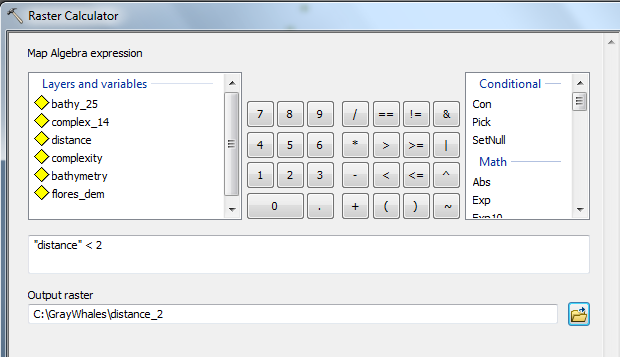 Raster Calculator
Map Algebra expression
Layers and variables
bathy_25
complex_14
distance
complexity
bathymetry
flores_dem
7 8 9 / == != &
4 5 6 * > >= |
1 2 3 - < <= ^
0 . + ( ) ~
Conditional
Con
Pick
SetNull
Math
Abs
Exp
Exp10
"distance" < 2
Output raster
C:\GrayWhales\distance_2